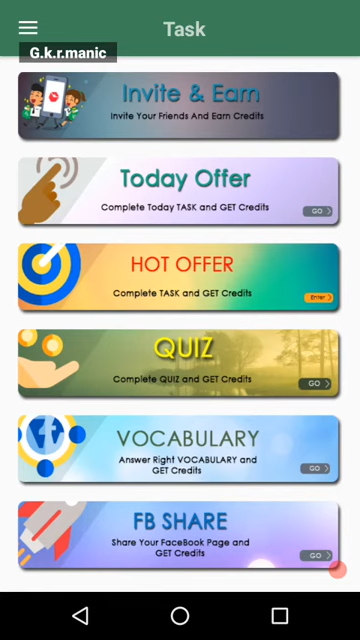 Task
G.k.r.manic
Invite & Earn
Invite Your Friends And Earn Credits
Today Offer
Complete Today TASK and GET Credits
GO
HOT OFFER
Complete TASK and GET Credits
Enter
QUIZ
Complete QUIZ and GET Credits
GO
VOCABULARY
Answer Right VOCABULARY and
GET Credits
GO
FB SHARE
Share Your FaceBook Page and
GET Credits
GO